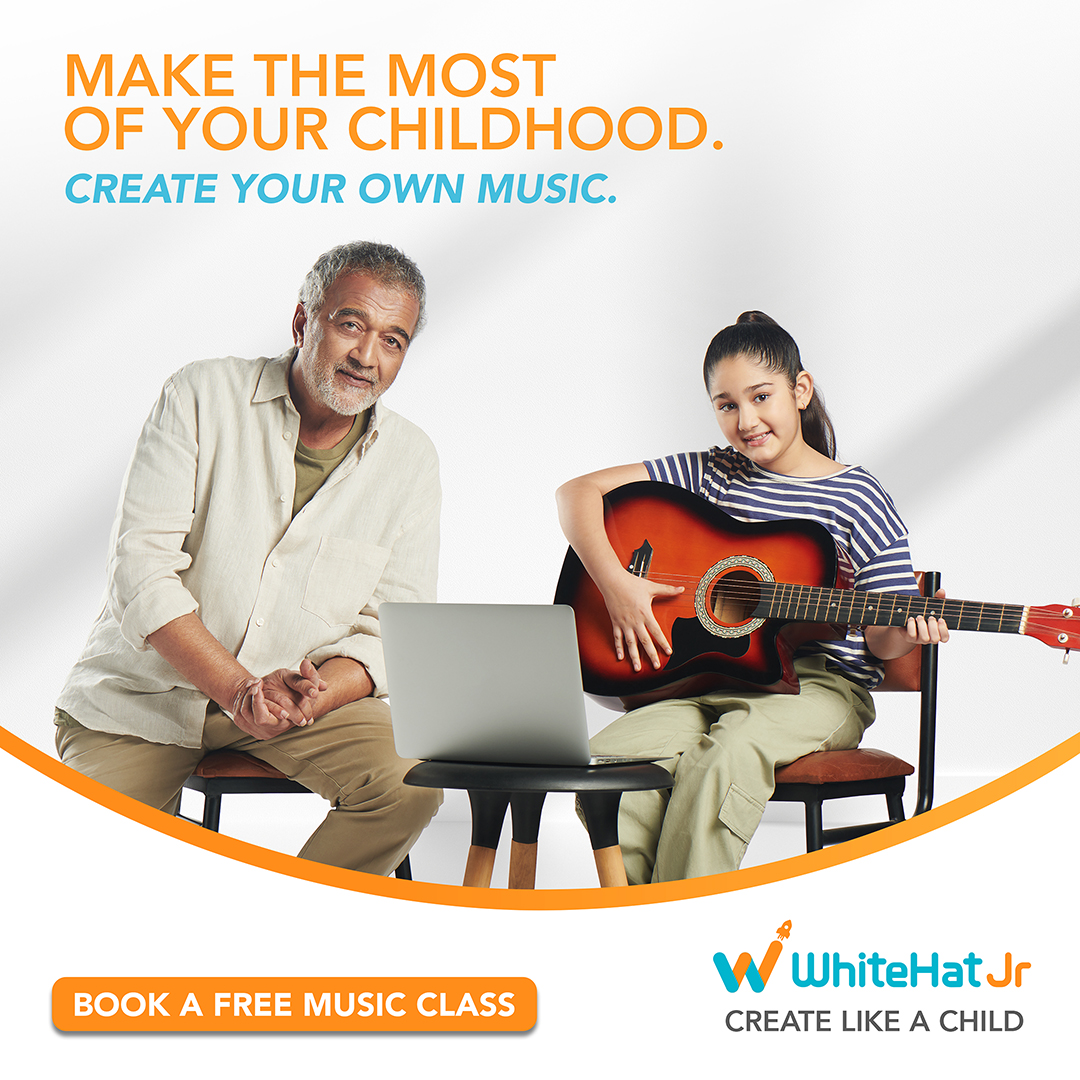 MAKE THE MOST
OF YOUR CHILDHOOD.
CREATE YOUR OWN MUSIC.
BOOK A FREE MUSIC CLASS
WhiteHat Jr
CREATE LIKE A CHILD